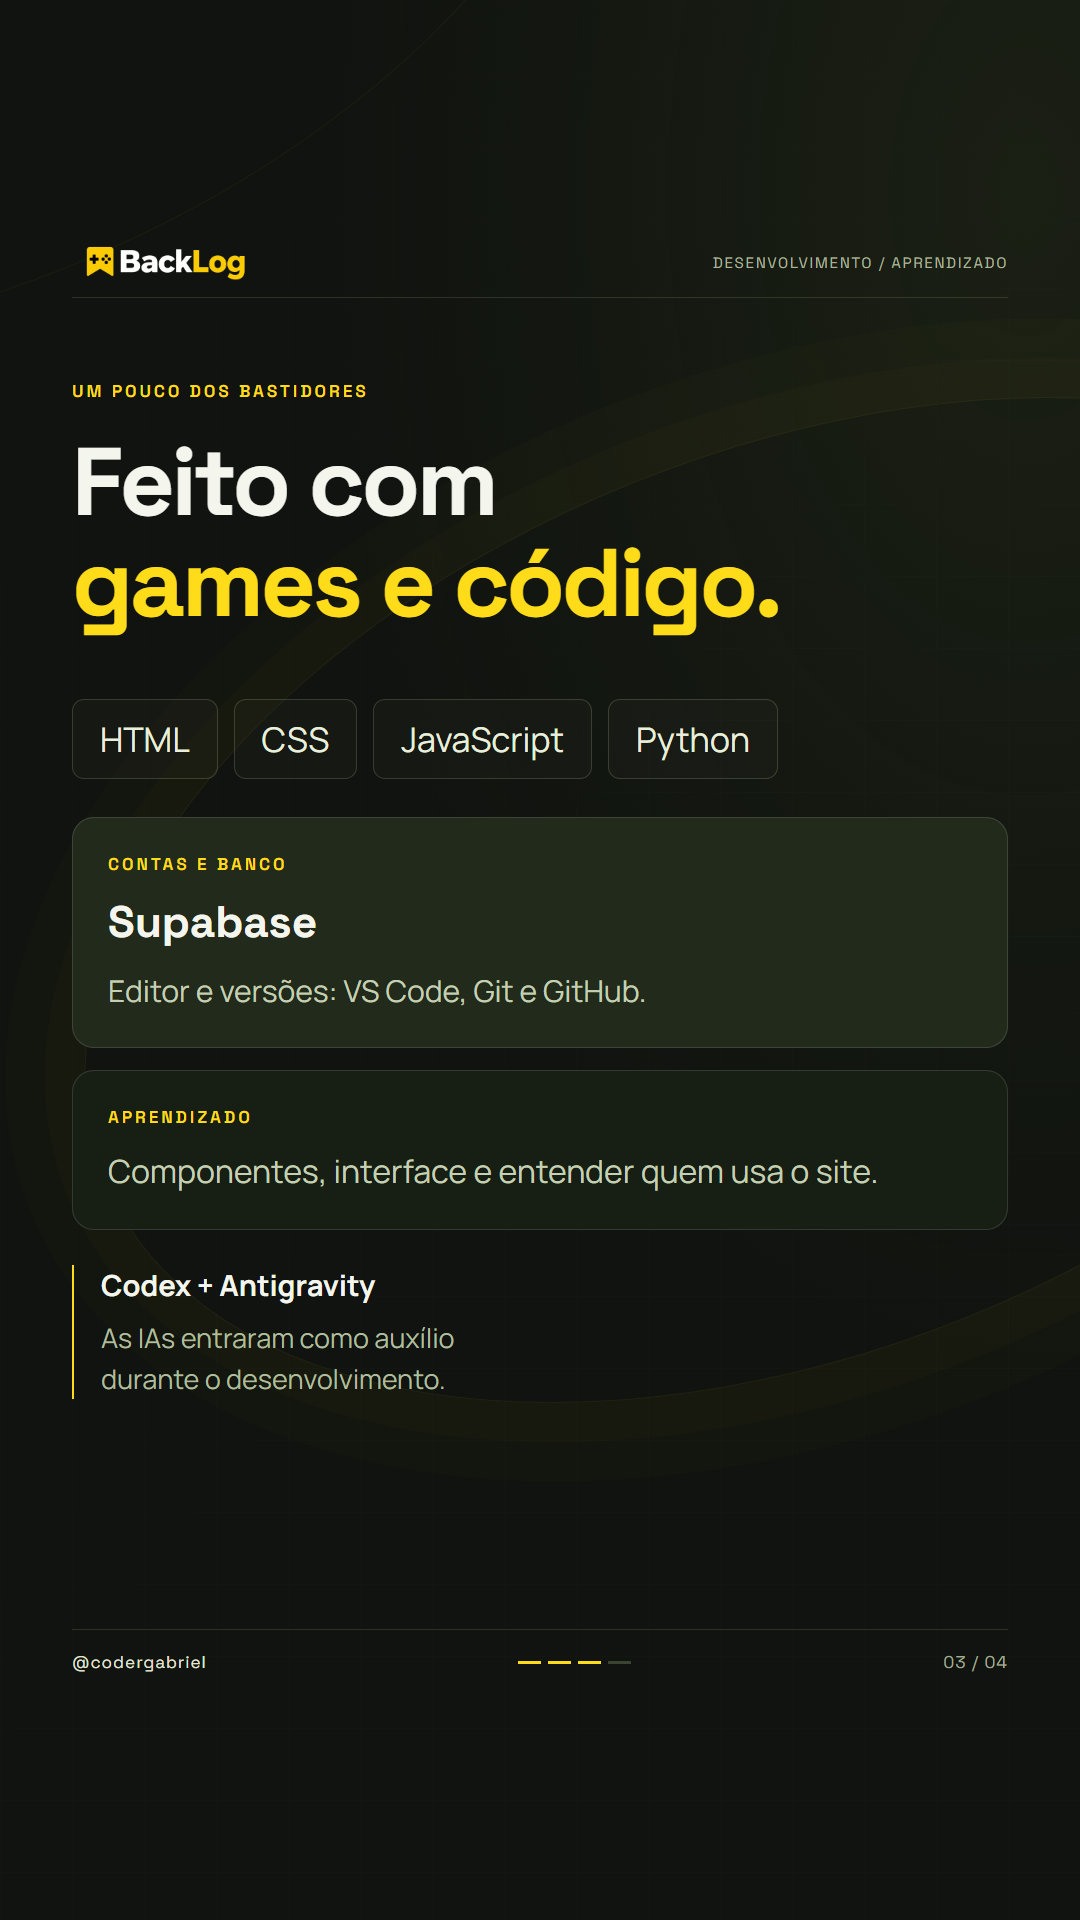 BackLog
DESENVOLVIMENTO / APRENDIZADO
UM POUCO DOS BASTIDORES
Feito com
games e código.
HTML
CSS
JavaScript
Python
CONTAS E BANCO
Supabase
Editor e versões: VS Code, Git e GitHub.
APRENDIZADO
Componentes, interface e entender quem usa o site.
Codex + Antigravity
As IAs entraram como auxílio
durante o desenvolvimento.
@codergabriel
03 / 04